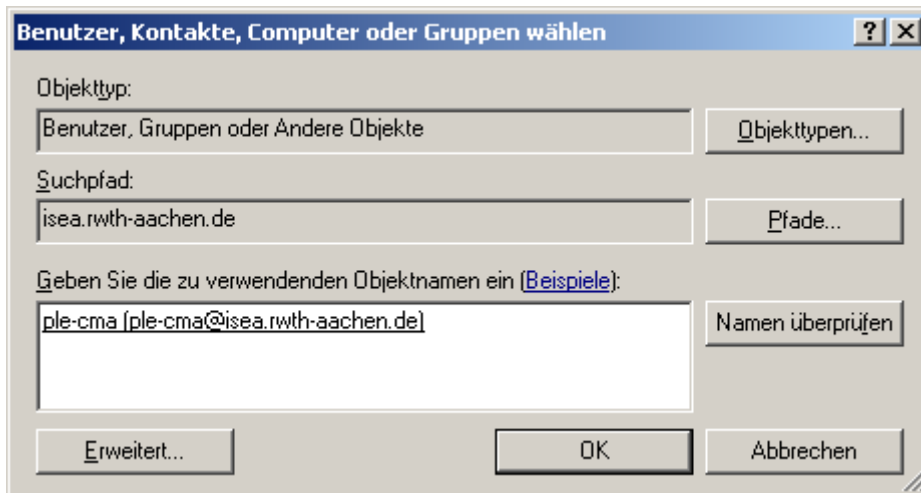 Benutzer, Kontakte, Computer oder Gruppen wählen
Objekttyp:
Benutzer, Gruppen oder Andere Objekte
Objekttypen...
Suchpfad:
isea.rwth-aachen.de
Pfade...
Geben Sie die zu verwendenden Objektnamen ein (Beispiele):
ple-cma (ple-cma@isea.rwth-aachen.de)
Namen überprüfen
Erweitert...
OK
Abbrechen